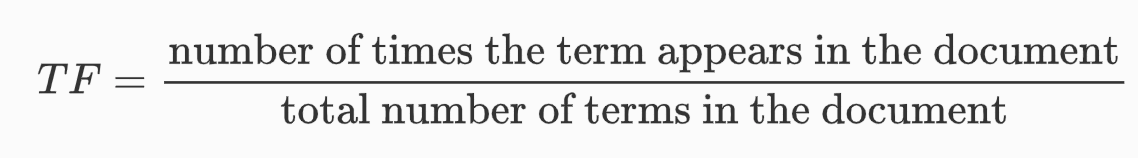 number of times the term appears in the document
TF =
total number of terms in the document